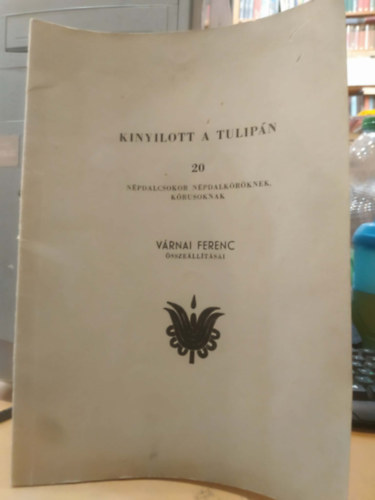 KINYILOTT A TULIPÁN
20
NÉPDALCSOKOR NÉPDALKÖRÖKNEK,
KÓRUSOKNAK
VÁRNAI FERENC
ÖSSZEÁLLÍTÁSAI